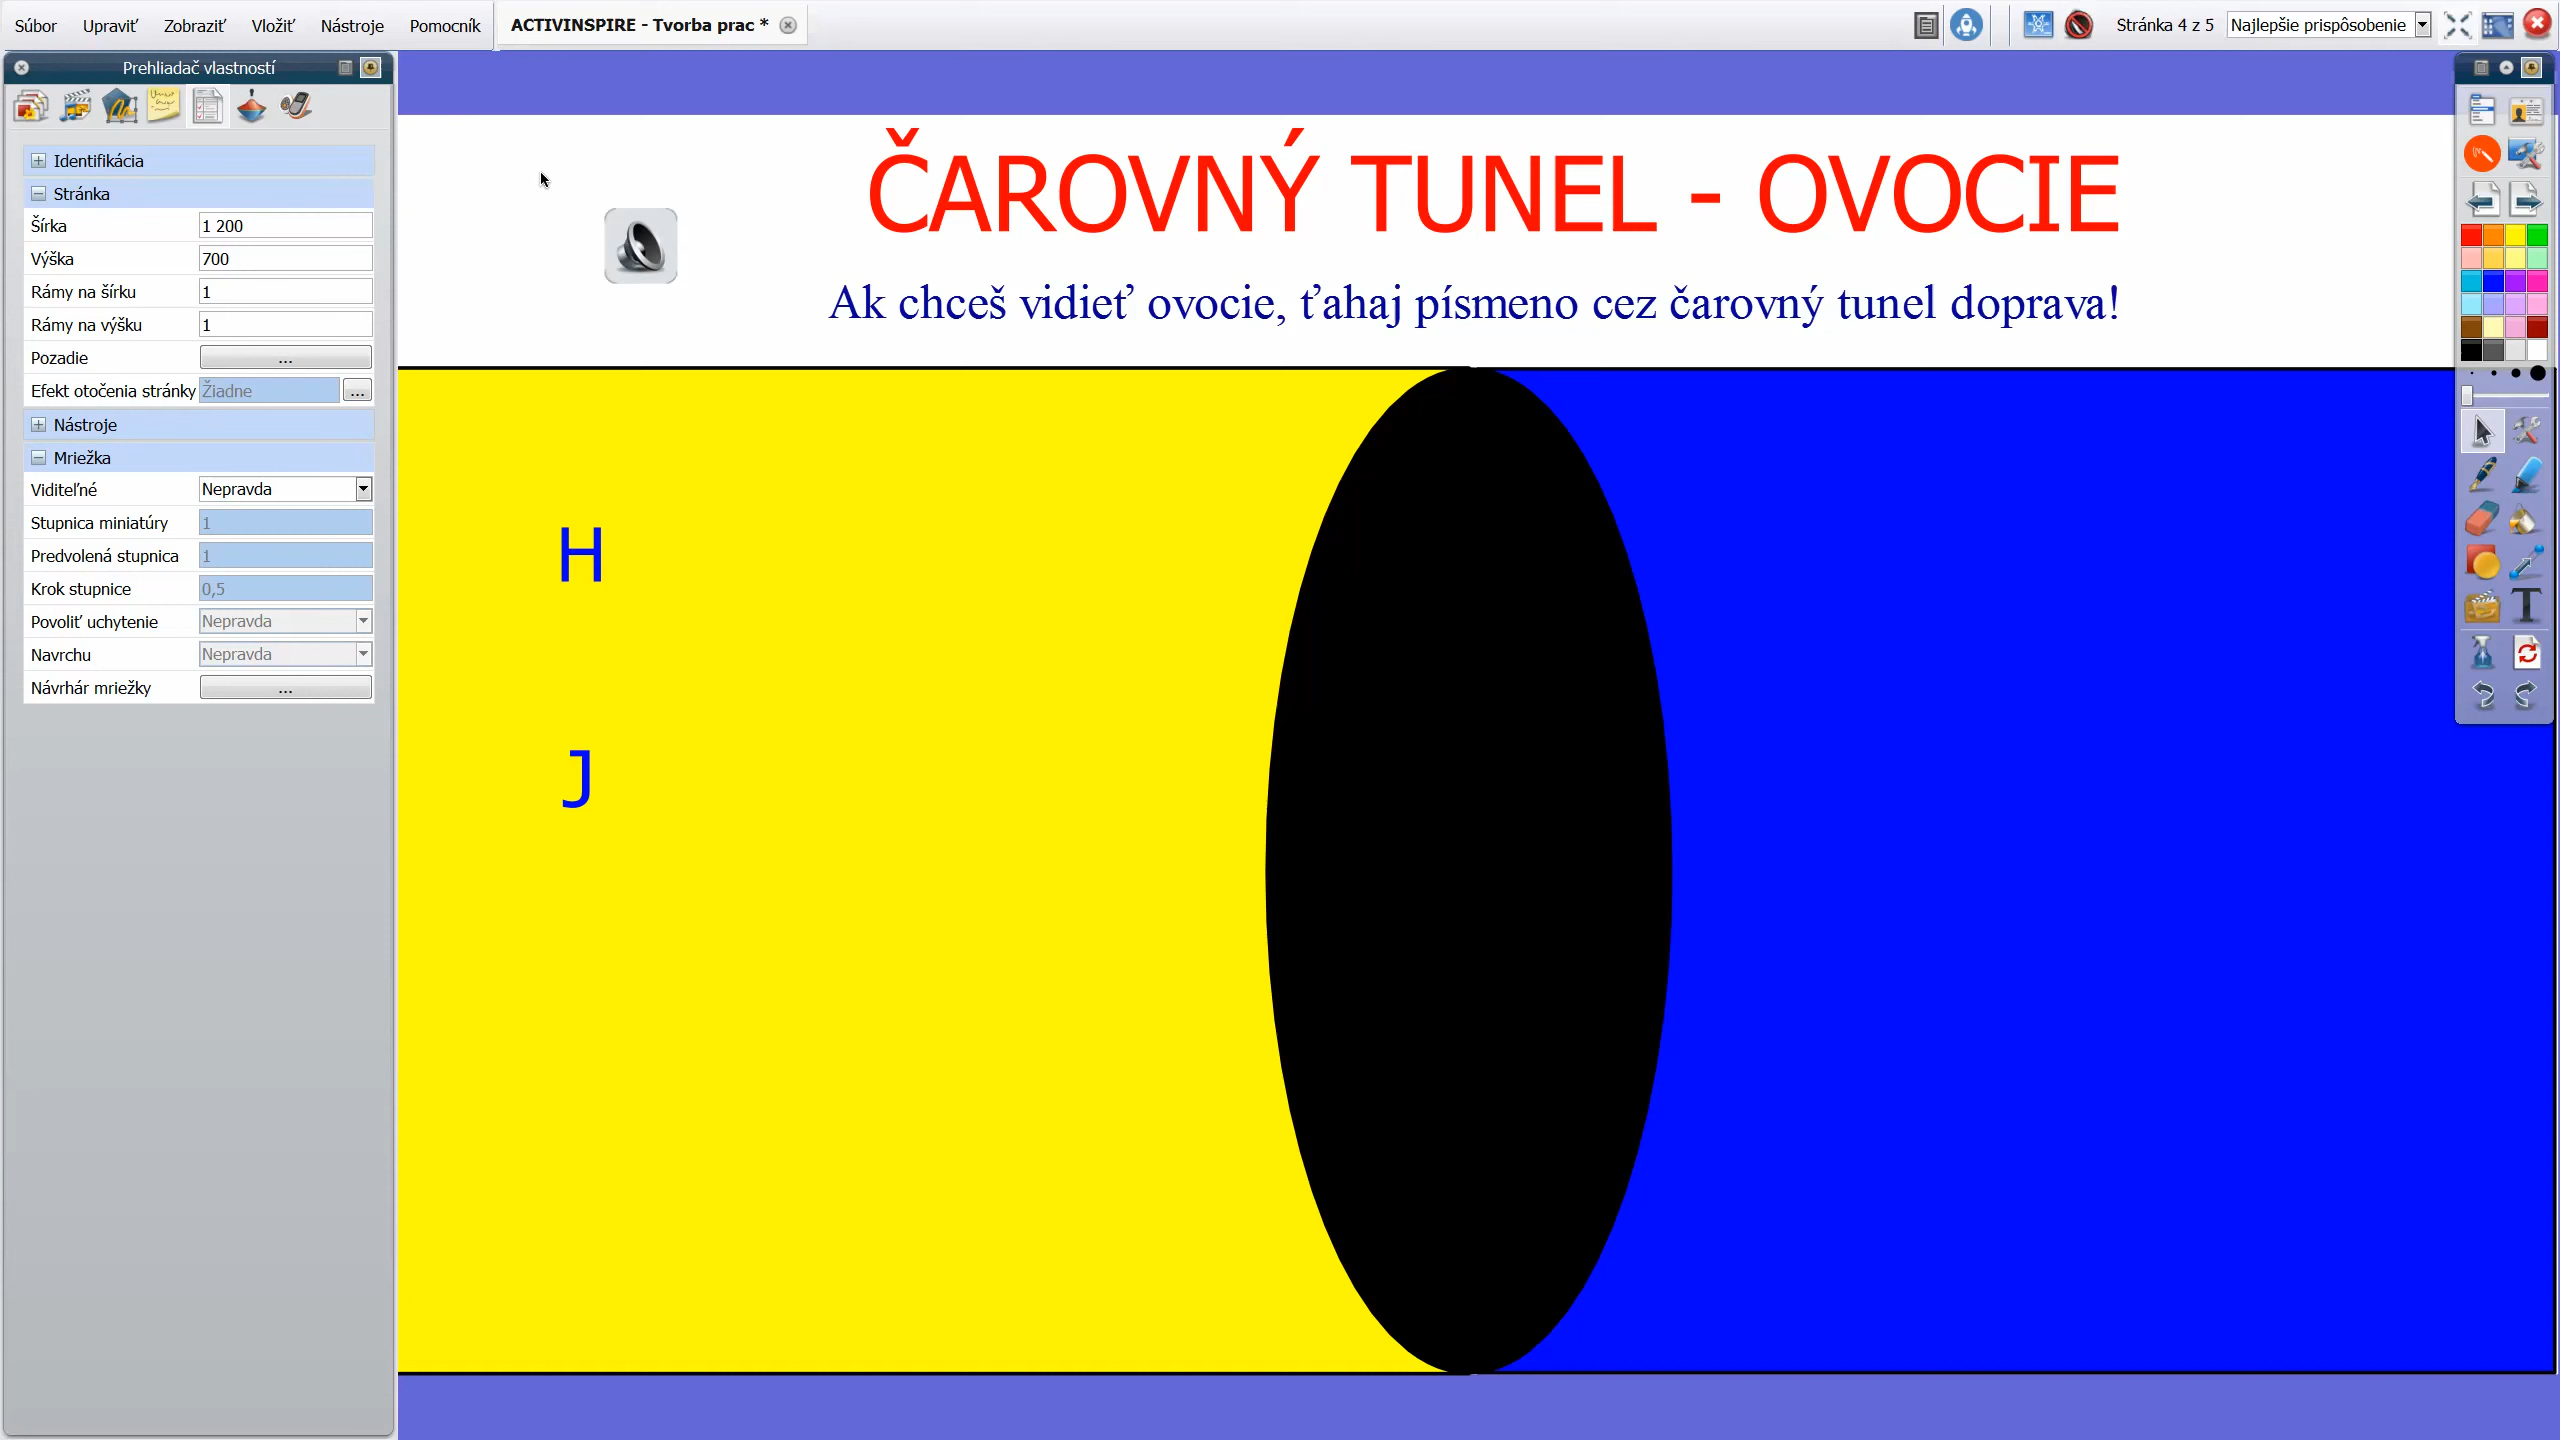 Súbor Upraviť Zobraziť Vložiť Nástroje Pomocník ACTIVINSPIRE - Tvorba prac * Stránka 4 z 5 Najlepšie prispôsobenie
Prehliadač vlastností
Identifikácia
Stránka
Šírka 1 200
Výška 700
Rámy na šírku 1
Rámy na výšku 1
Pozadie ...
Efekt otočenia stránky Žiadne ...
Nástroje
Mriežka
Viditeľné Nepravda
Stupnica miniatúry 1
Predvolená stupnica 1
Krok stupnice 0,5
Povoliť uchytenie Nepravda
Navrchu Nepravda
Návrhár mriežky ...
ČAROVNÝ TUNEL - OVOCIE
Ak chceš vidieť ovocie, ťahaj písmeno cez čarovný tunel doprava!
H
J
T